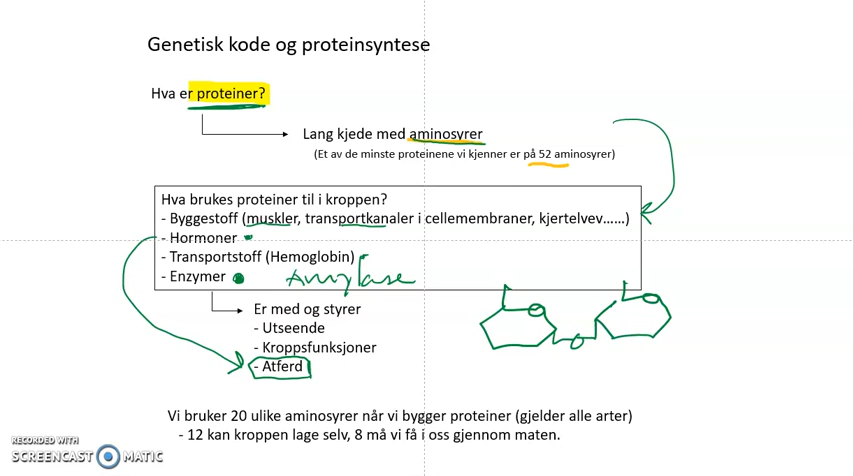 Genetisk kode og proteinsyntese
Hva er proteiner?
Lang kjede med aminosyrer
(Et av de minste proteinene vi kjenner er på 52 aminosyrer)
Hva brukes proteiner til i kroppen?
- Byggestoff (muskler, transportkanaler i cellemembraner, kjertelvev……)
- Hormoner
- Transportstoff (Hemoglobin)
- Enzymer Amylase
Er med og styrer
- Utseende
- Kroppsfunksjoner
- Atferd
Vi bruker 20 ulike aminosyrer når vi bygger proteiner (gjelder alle arter)
- 12 kan kroppen lage selv, 8 må vi få i oss gjennom maten.
RECORDED WITH
SCREENCAST MATIC